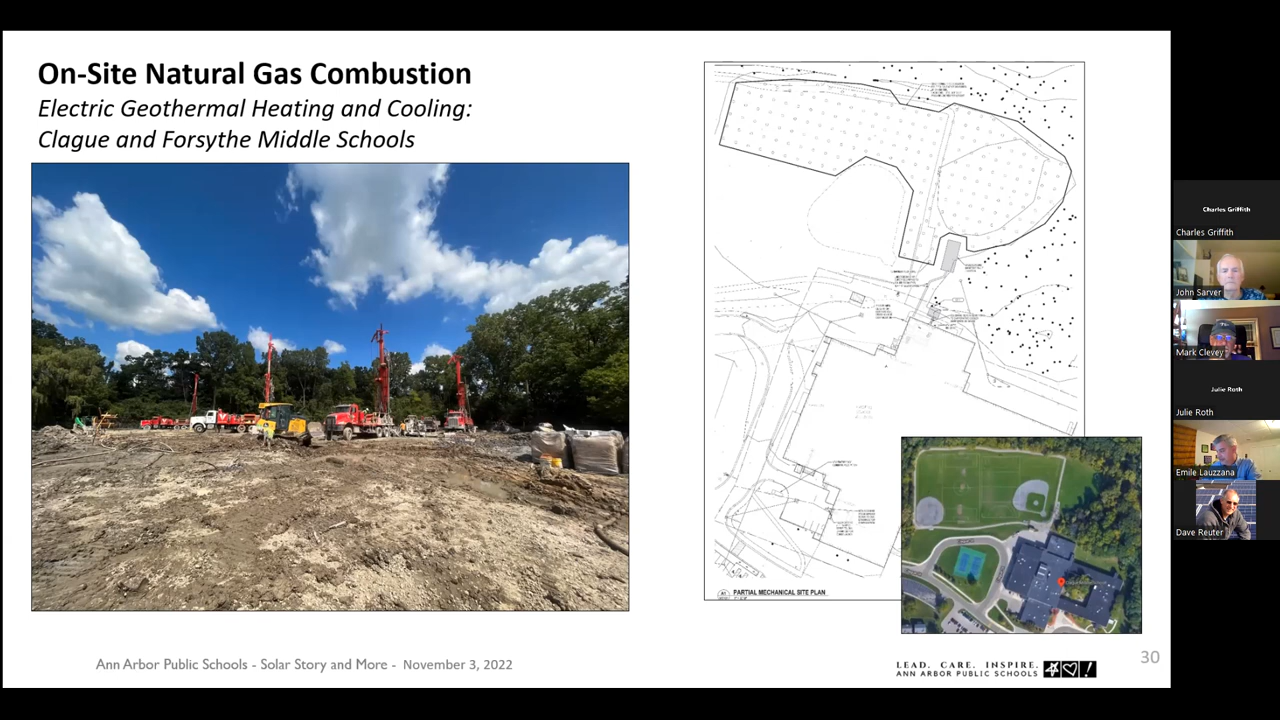 On-Site Natural Gas Combustion
Electric Geothermal Heating and Cooling:
Clague and Forsythe Middle Schools
PARTIAL MECHANICAL SITE PLAN
Ann Arbor Public Schools - Solar Story and More - November 3, 2022
LEAD. CARE. INSPIRE.
ANN ARBOR PUBLIC SCHOOLS
30
Charles Griffith
Charles Griffith
John Sarver
Mark Clevey
Julie Roth
Julie Roth
Emile Lauzzana
Dave Reuter